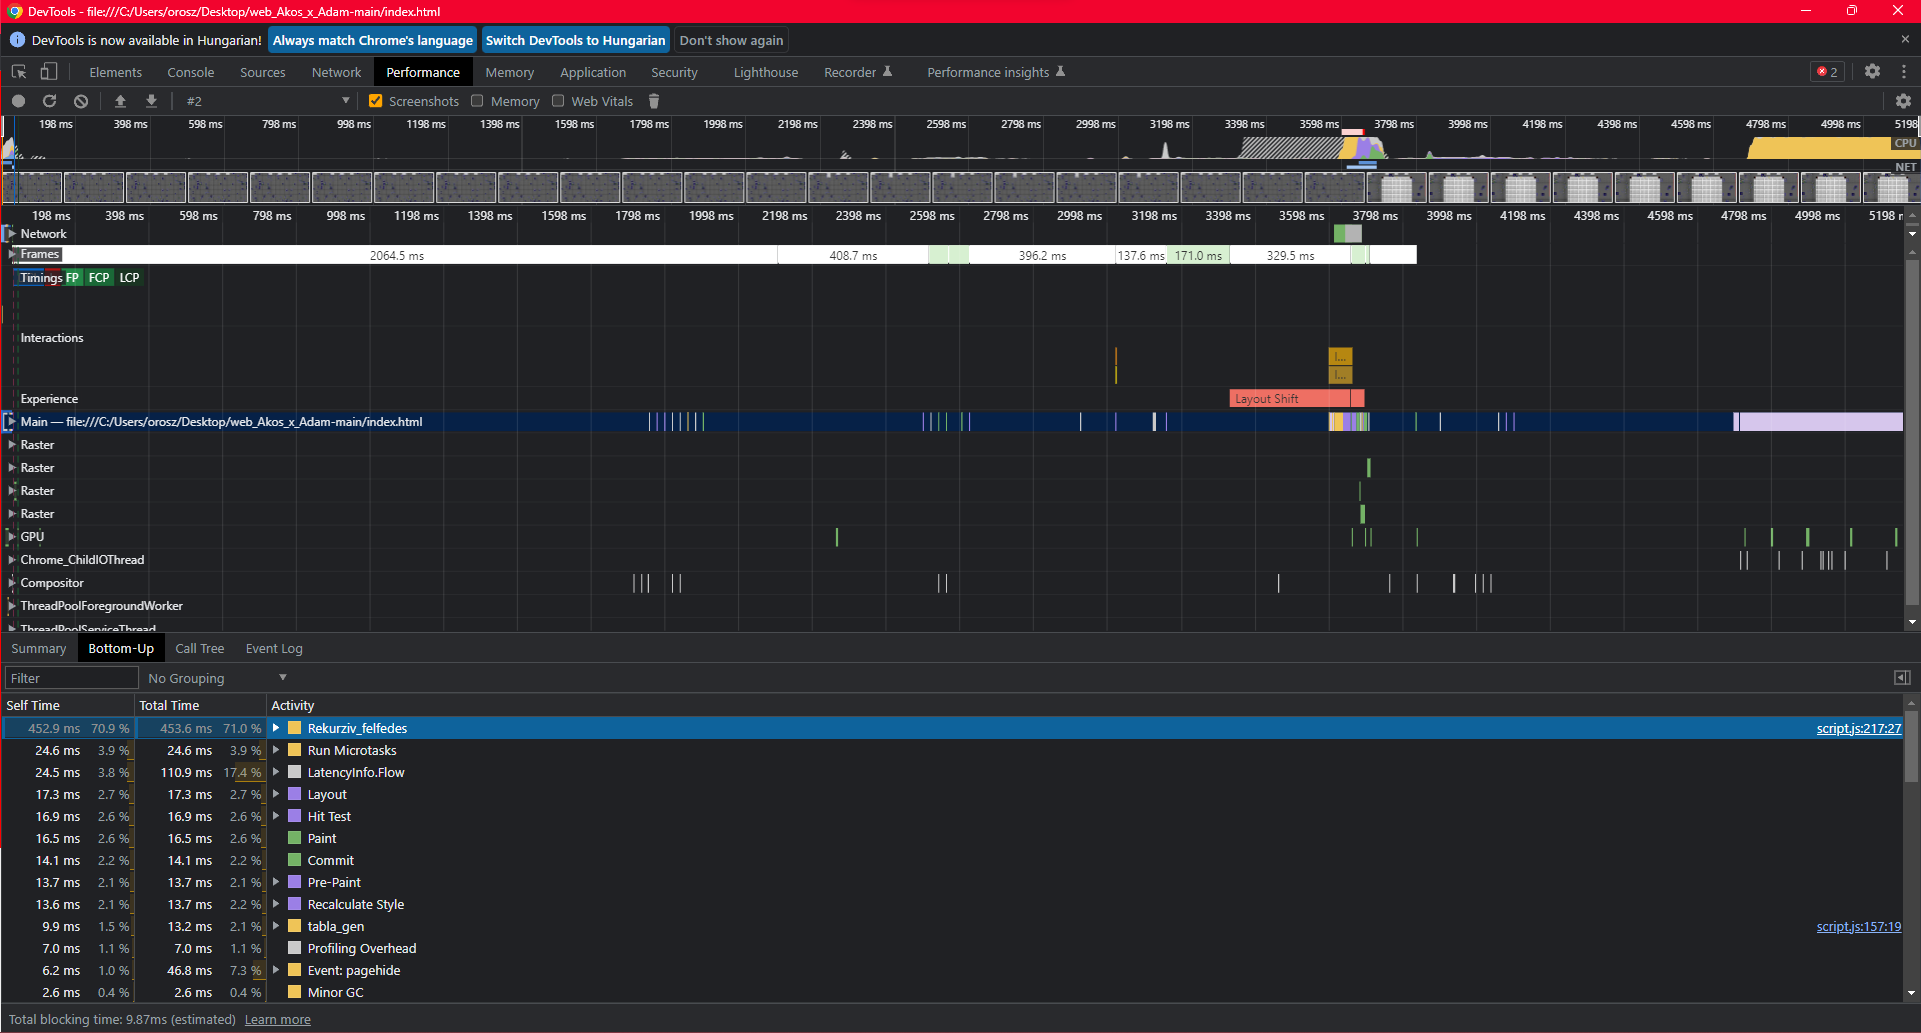 DevTools - file:///C:/Users/orosz/Desktop/web_Akos_x_Adam-main/index.html
DevTools is now available in Hungarian! Always match Chrome's language Switch DevTools to Hungarian Don't show again
Elements Console Sources Network Performance Memory Application Security Lighthouse Recorder Performance insights 2
#2 Screenshots Memory Web Vitals
198 ms 398 ms 598 ms 798 ms 998 ms 1198 ms 1398 ms 1598 ms 1798 ms 1998 ms 2198 ms 2398 ms 2598 ms 2798 ms 2998 ms 3198 ms 3398 ms 3598 ms 3798 ms 3998 ms 4198 ms 4398 ms 4598 ms 4798 ms 4998 ms 5198
CPU
NET
198 ms 398 ms 598 ms 798 ms 998 ms 1198 ms 1398 ms 1598 ms 1798 ms 1998 ms 2198 ms 2398 ms 2598 ms 2798 ms 2998 ms 3198 ms 3398 ms 3598 ms 3798 ms 3998 ms 4198 ms 4398 ms 4598 ms 4798 ms 4998 ms 5198
Network
Frames 2064.5 ms 408.7 ms 396.2 ms 137.6 ms 171.0 ms 329.5 ms
Timings FP FCP LCP
Interactions
I...
I...
Experience Layout Shift
Main — file:///C:/Users/orosz/Desktop/web_Akos_x_Adam-main/index.html
Raster
Raster
Raster
Raster
GPU
Chrome_ChildIOThread
Compositor
ThreadPoolForegroundWorker
ThreadPoolServiceThread
Summary Bottom-Up Call Tree Event Log
Filter No Grouping
Self Time Total Time Activity
452.9 ms 70.9 % 453.6 ms 71.0 % Rekurziv_felfedes script.js:217:27
24.6 ms 3.9 % 24.6 ms 3.9 % Run Microtasks
24.5 ms 3.8 % 110.9 ms 17.4 % LatencyInfo.Flow
17.3 ms 2.7 % 17.3 ms 2.7 % Layout
16.9 ms 2.6 % 16.9 ms 2.6 % Hit Test
16.5 ms 2.6 % 16.5 ms 2.6 % Paint
14.1 ms 2.2 % 14.1 ms 2.2 % Commit
13.7 ms 2.1 % 13.7 ms 2.1 % Pre-Paint
13.6 ms 2.1 % 13.7 ms 2.2 % Recalculate Style
9.9 ms 1.5 % 13.2 ms 2.1 % tabla_gen script.js:157:19
7.0 ms 1.1 % 7.0 ms 1.1 % Profiling Overhead
6.2 ms 1.0 % 46.8 ms 7.3 % Event: pagehide
2.6 ms 0.4 % 2.6 ms 0.4 % Minor GC
Total blocking time: 9.87ms (estimated) Learn more